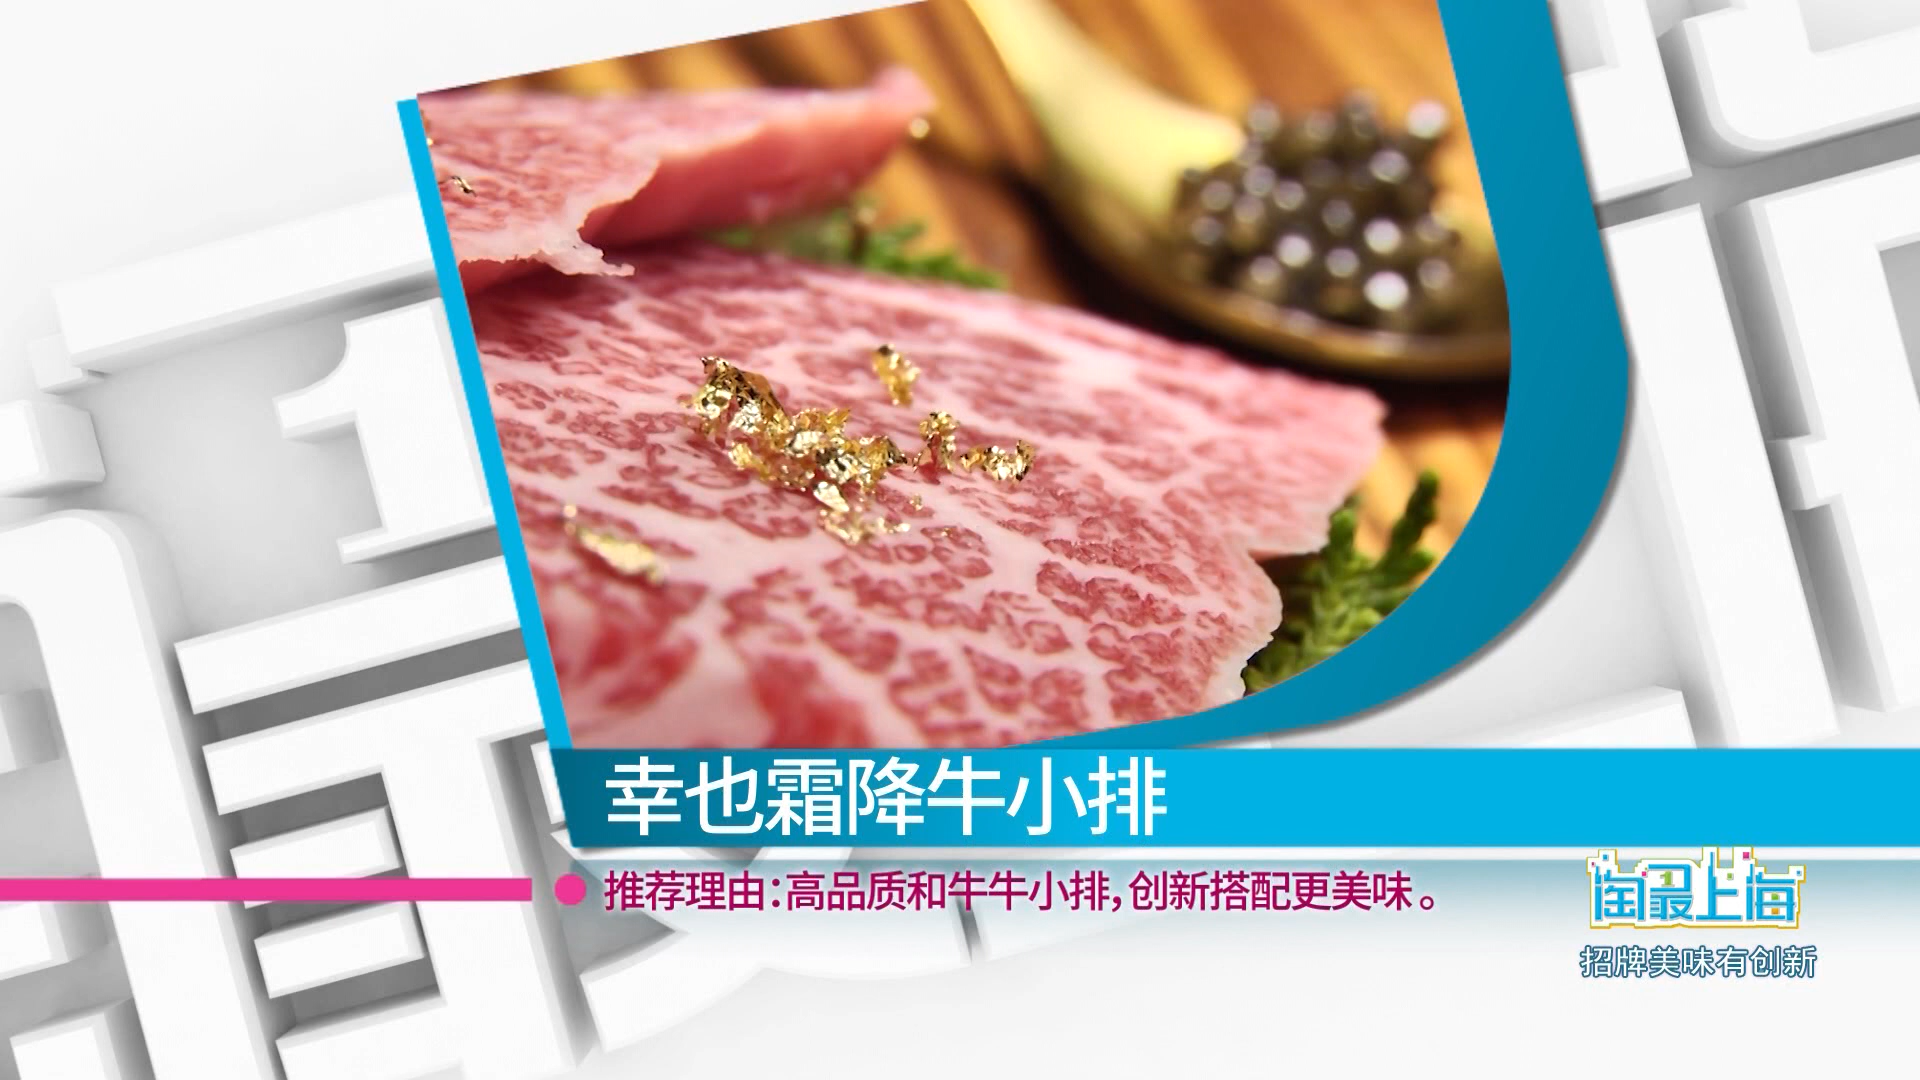 幸也霜降牛小排
推荐理由：高品质和牛牛小排，创新搭配更美味。
淘最上海
招牌美味有创新